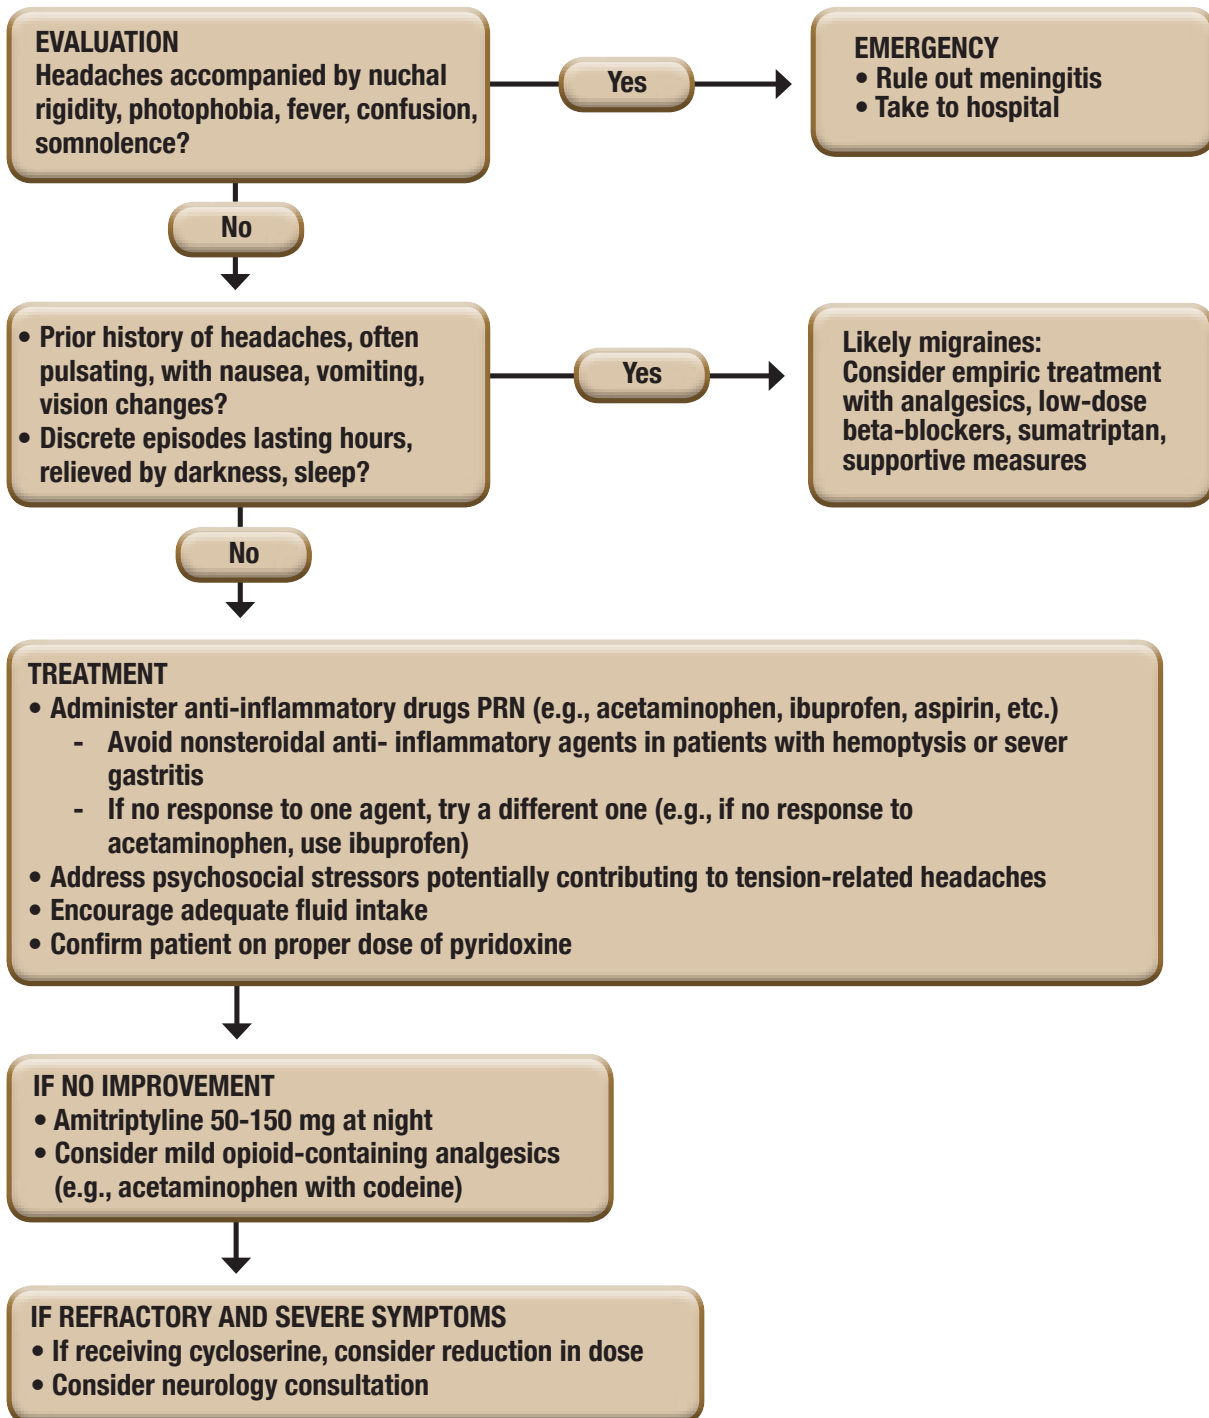 EVALUATION
Headaches accompanied by nuchal
rigidity, photophobia, fever, confusion,
somnolence?
Yes
EMERGENCY
• Rule out meningitis
• Take to hospital
No
• Prior history of headaches, often
pulsating, with nausea, vomiting,
vision changes?
• Discrete episodes lasting hours,
relieved by darkness, sleep?
Yes
Likely migraines:
Consider empiric treatment
with analgesics, low-dose
beta-blockers, sumatriptan,
supportive measures
No
TREATMENT
• Administer anti-inflammatory drugs PRN (e.g., acetaminophen, ibuprofen, aspirin, etc.)
- Avoid nonsteroidal anti- inflammatory agents in patients with hemoptysis or sever
gastritis
- If no response to one agent, try a different one (e.g., if no response to
acetaminophen, use ibuprofen)
• Address psychosocial stressors potentially contributing to tension-related headaches
• Encourage adequate fluid intake
• Confirm patient on proper dose of pyridoxine
IF NO IMPROVEMENT
• Amitriptyline 50-150 mg at night
• Consider mild opioid-containing analgesics
(e.g., acetaminophen with codeine)
IF REFRACTORY AND SEVERE SYMPTOMS
• If receiving cycloserine, consider reduction in dose
• Consider neurology consultation